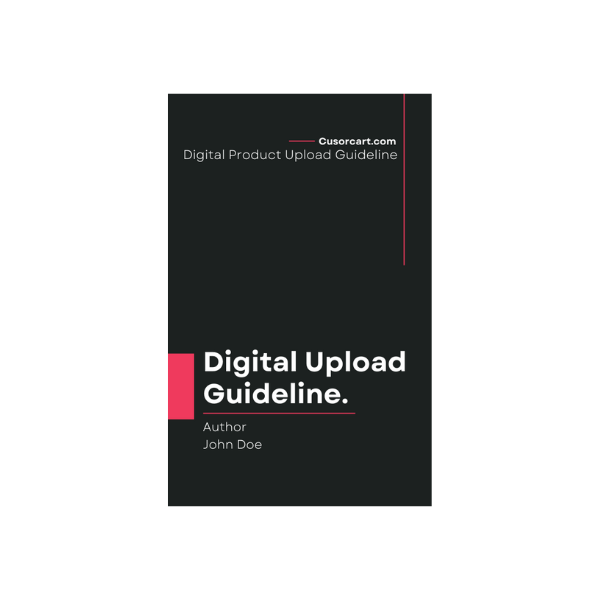 Cusorcart.com
Digital Product Upload Guideline
Digital Upload
Guideline.
Author
John Doe